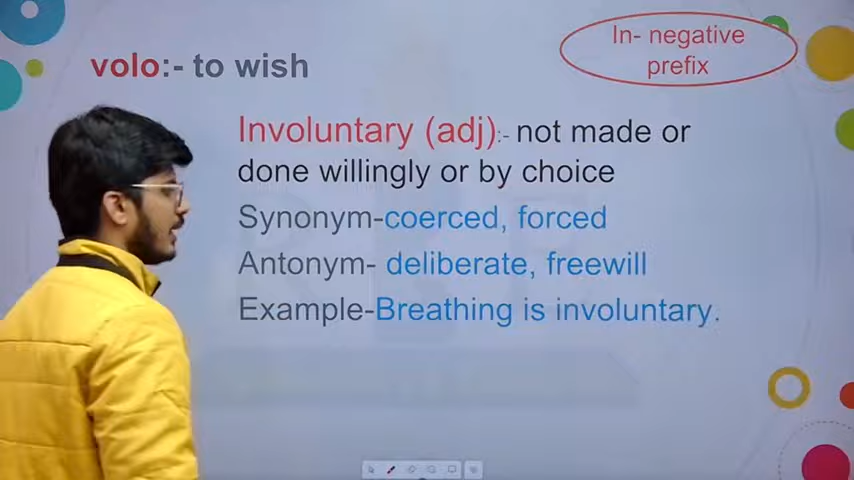 In- negative
prefix
volo:- to wish
Involuntary (adj):- not made or
done willingly or by choice
Synonym-coerced, forced
Antonym- deliberate, freewill
Example-Breathing is involuntary.